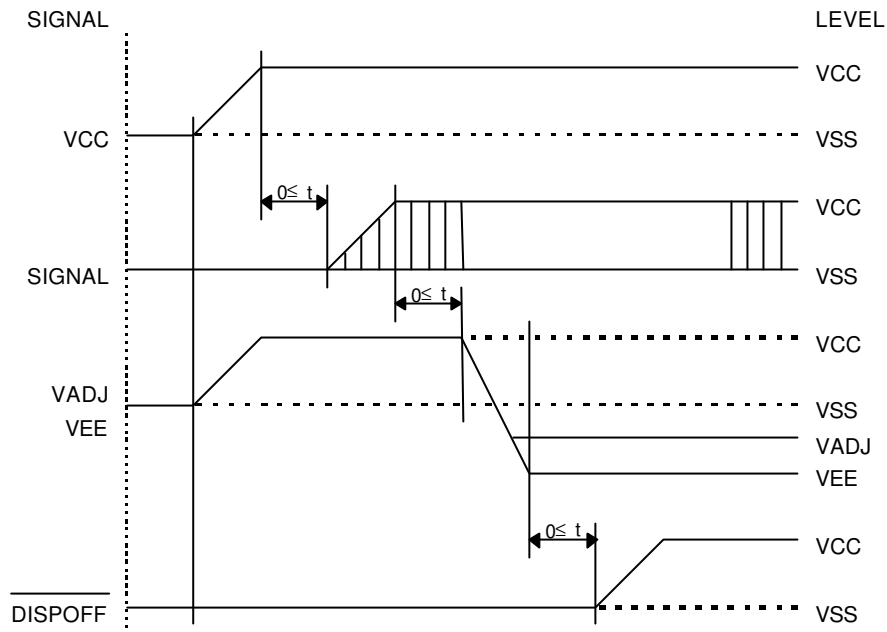 SIGNAL LEVEL
VCC
VCC VSS
0≤ t
VCC
SIGNAL VSS
0≤ t
VCC
VADJ VSS
VEE
VADJ
VEE
0≤ t
VCC
DISPOFF VSS